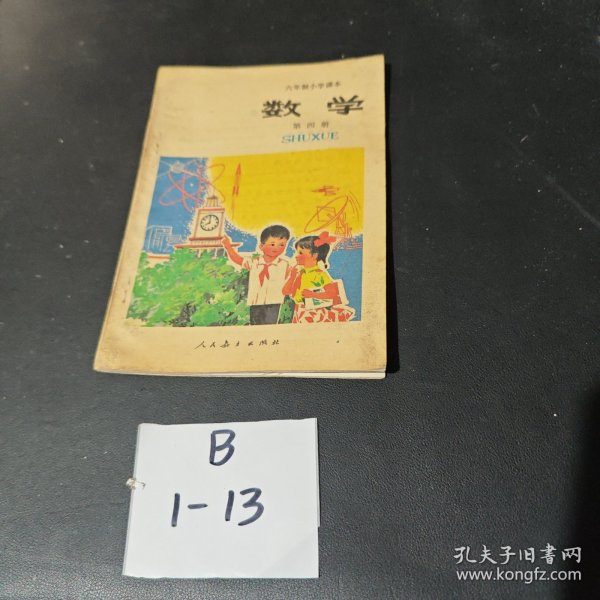 六年制小学课本
数学
第四册
SHUXUE
人民教育出版社
B
1-13
孔夫子旧書网
www.kongfz.com